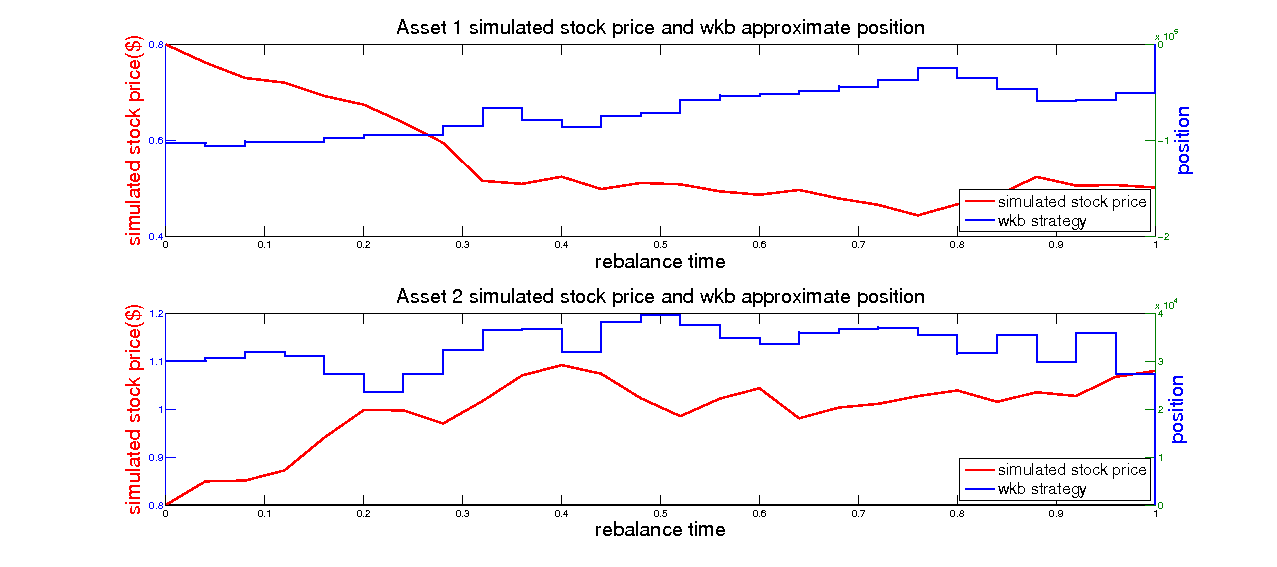 Asset 1 simulated stock price and wkb approximate position
simulated stock price($)
0.8
0.6
0.4
x 10^5
0
-1
-2
position
simulated stock price
wkb strategy
0 0.1 0.2 0.3 0.4 0.5 0.6 0.7 0.8 0.9 1
rebalance time
Asset 2 simulated stock price and wkb approximate position
simulated stock price($)
1.2
1.1
1
0.9
0.8
x 10^4
4
3
2
1
0
position
simulated stock price
wkb strategy
0 0.1 0.2 0.3 0.4 0.5 0.6 0.7 0.8 0.9 1
rebalance time